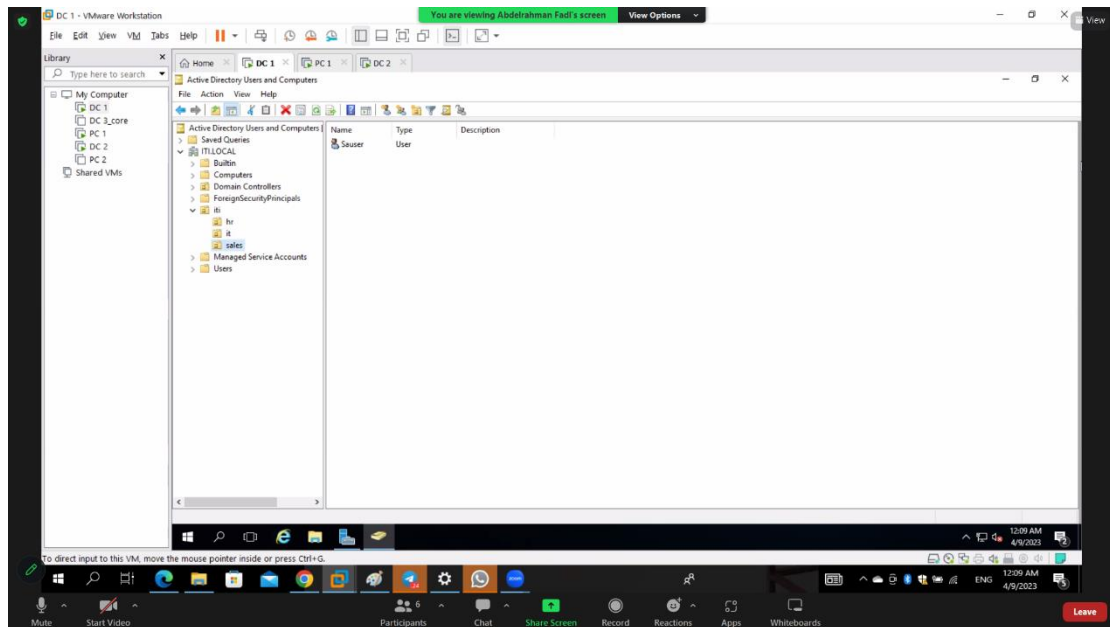 DC 1 - VMware Workstation
You are viewing Abdelrahman Fadl's screen
View Options
View
File Edit View VM Tabs Help
Library
Type here to search
My Computer
DC 1
DC 3_core
PC 1
DC 2
PC 2
Shared VMs
Home
DC 1
PC 1
DC 2
Active Directory Users and Computers
File Action View Help
Active Directory Users and Computers [
Saved Queries
ITI.LOCAL
Builtin
Computers
Domain Controllers
ForeignSecurityPrincipals
iti
hr
it
sales
Managed Service Accounts
Users
Name Type Description
Sauser User
12:09 AM
4/9/2023
To direct input to this VM, move the mouse pointer inside or press Ctrl+G.
ENG
12:09 AM
4/9/2023
6
Mute
Start Video
Participants
Chat
Share Screen
Record
Reactions
Apps
Whiteboards
Leave